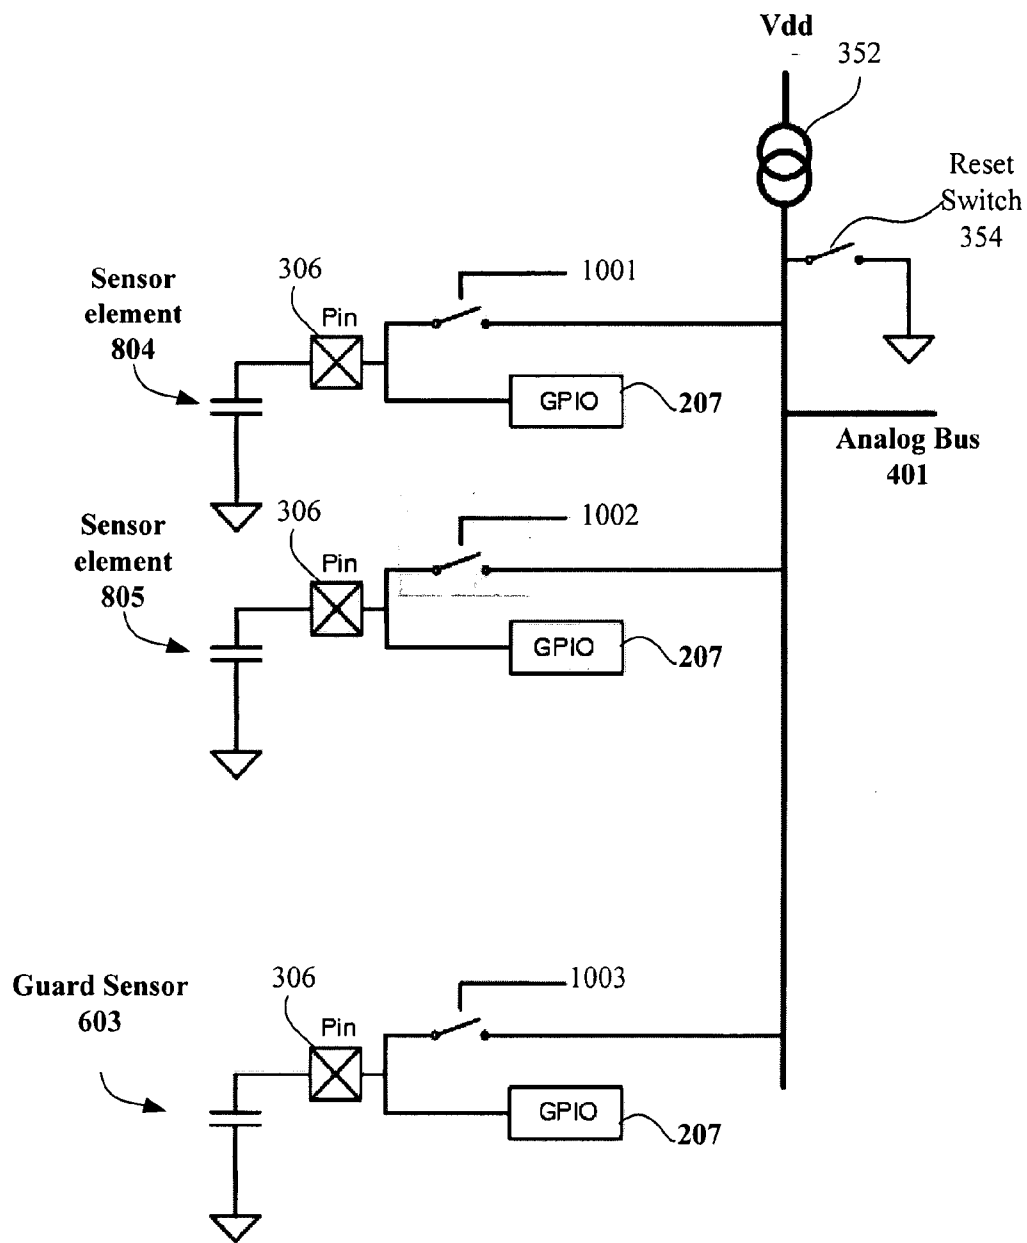 Vdd
352
Reset
Switch
354
306
1001
Sensor
element
804
Pin
GPIO
207
Analog Bus
401
306
1002
Sensor
element
805
Pin
GPIO
207
306
1003
Guard Sensor
603
Pin
GPIO
207